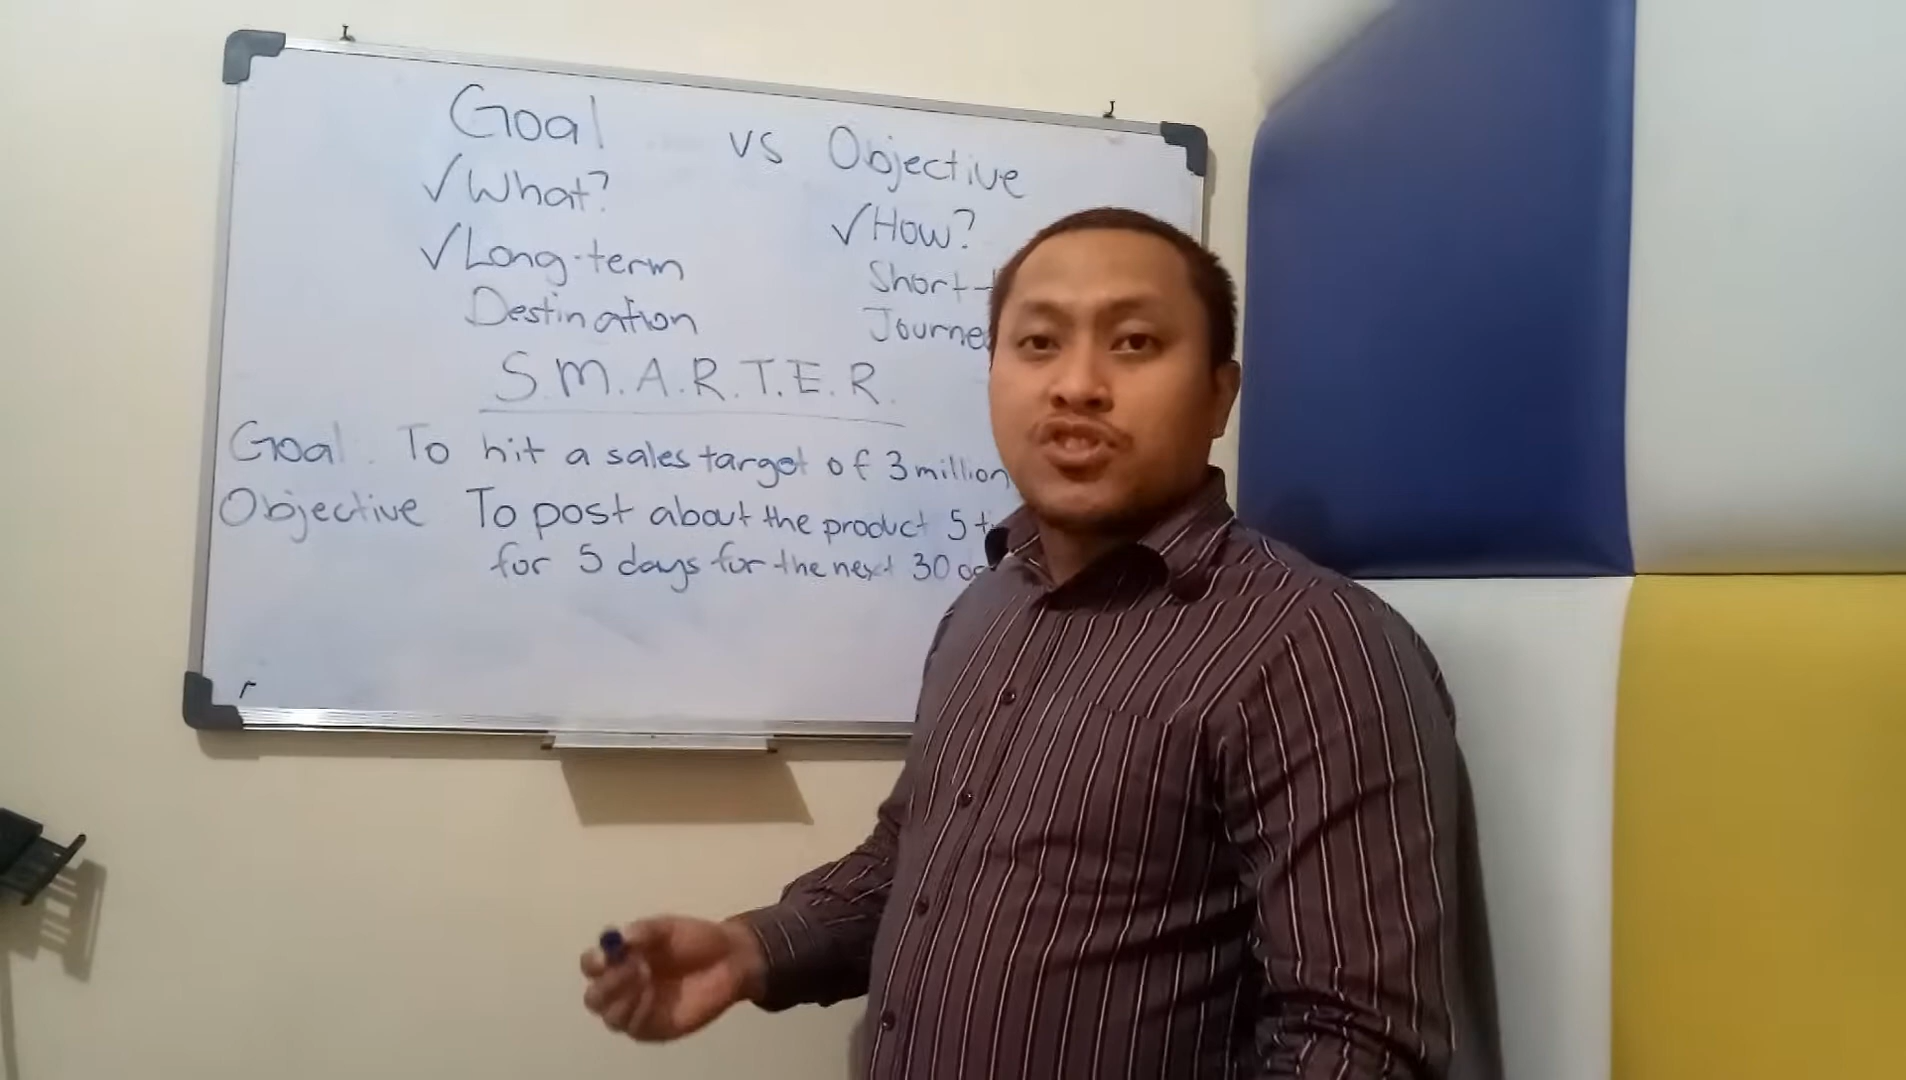 Goal vs Objective
✓What? ✓How?
✓Long-term Short-
Destination
S.M.A.R.T.E.R.
Goal: To hit a sales target of 3 million
Objective To post about the product 5
for 5 days for the next 30